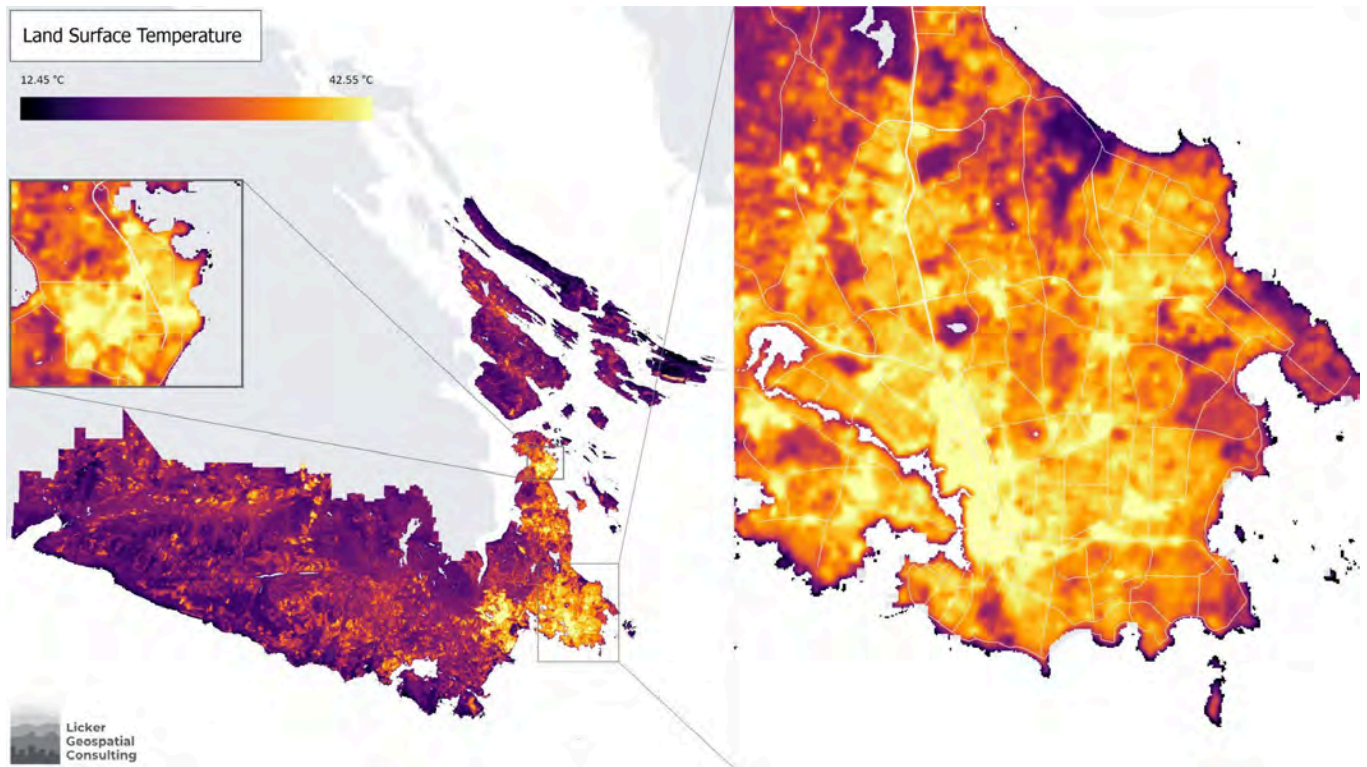 Land Surface Temperature
12.45 °C 42.55 °C
Licker
Geospatial
Consulting